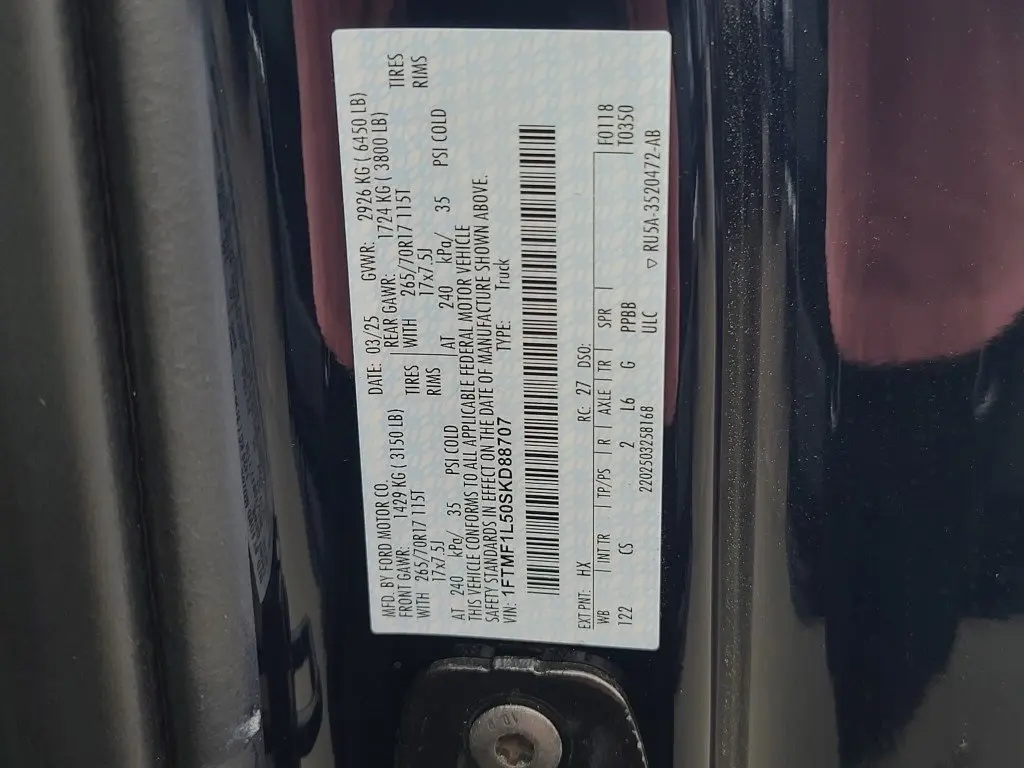 MFD. BY FORD MOTOR CO.
DATE: 03/25 GVWR: 2926 KG ( 6450 LB)
FRONT GAWR: 1429 KG ( 3150 LB) REAR GAWR: 1724 KG ( 3800 LB)
WITH 265/70R17 115T TIRES WITH 265/70R17 115T TIRES
17x7.5J RIMS 17x7.5J RIMS
AT 240 kPa/ 35 PSI COLD AT 240 kPa/ 35 PSI COLD
THIS VEHICLE CONFORMS TO ALL APPLICABLE FEDERAL MOTOR VEHICLE
SAFETY STANDARDS IN EFFECT ON THE DATE OF MANUFACTURE SHOWN ABOVE.
VIN: 1FTMF1L50SKD88707 TYPE: Truck
EXT PNT: HX RC: 27 DSO:
WB INT TR TP/PS R AXLE TR SPR F0118
122 CS 2 L6 G PPBB T0350
ULC
2202503258168 ▽ RU5A-3520472-AB